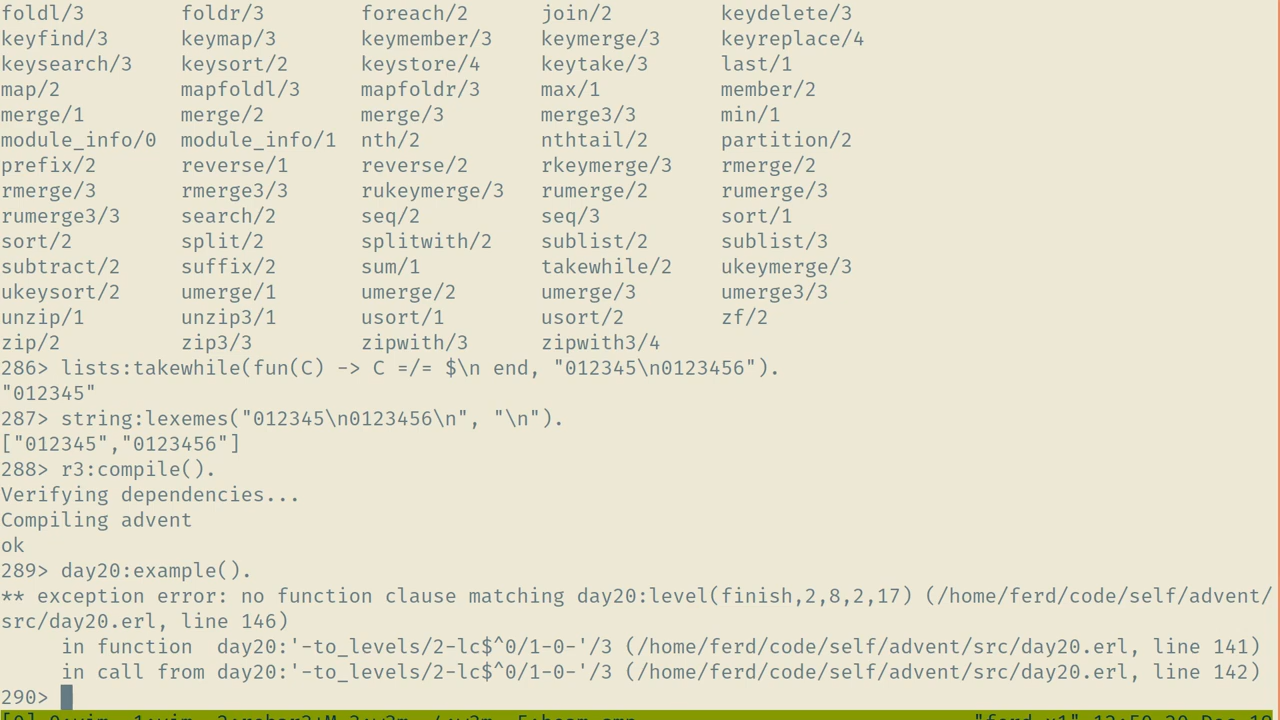 foldl/3 foldr/3 foreach/2 join/2 keydelete/3
keyfind/3 keymap/3 keymember/3 keymerge/3 keyreplace/4
keysearch/3 keysort/2 keystore/4 keytake/3 last/1
map/2 mapfoldl/3 mapfoldr/3 max/1 member/2
merge/1 merge/2 merge/3 merge3/3 min/1
module_info/0 module_info/1 nth/2 nthtail/2 partition/2
prefix/2 reverse/1 reverse/2 rkeymerge/3 rmerge/2
rmerge/3 rmerge3/3 rukeymerge/3 rumerge/2 rumerge/3
rumerge3/3 search/2 seq/2 seq/3 sort/1
sort/2 split/2 splitwith/2 sublist/2 sublist/3
subtract/2 suffix/2 sum/1 takewhile/2 ukeymerge/3
ukeysort/2 umerge/1 umerge/2 umerge/3 umerge3/3
unzip/1 unzip3/1 usort/1 usort/2 zf/2
zip/2 zip3/3 zipwith/3 zipwith3/4
286> lists:takewhile(fun(C) -> C =/= $\n end, "012345\n0123456").
"012345"
287> string:lexemes("012345\n0123456\n", "\n").
["012345","0123456"]
288> r3:compile().
Verifying dependencies...
Compiling advent
ok
289> day20:example().
** exception error: no function clause matching day20:level(finish,2,8,2,17) (/home/ferd/code/self/advent/
src/day20.erl, line 146)
in function day20:'-to_levels/2-lc$^0/1-0-'/3 (/home/ferd/code/self/advent/src/day20.erl, line 141)
in call from day20:'-to_levels/2-lc$^0/1-0-'/3 (/home/ferd/code/self/advent/src/day20.erl, line 142)
290>